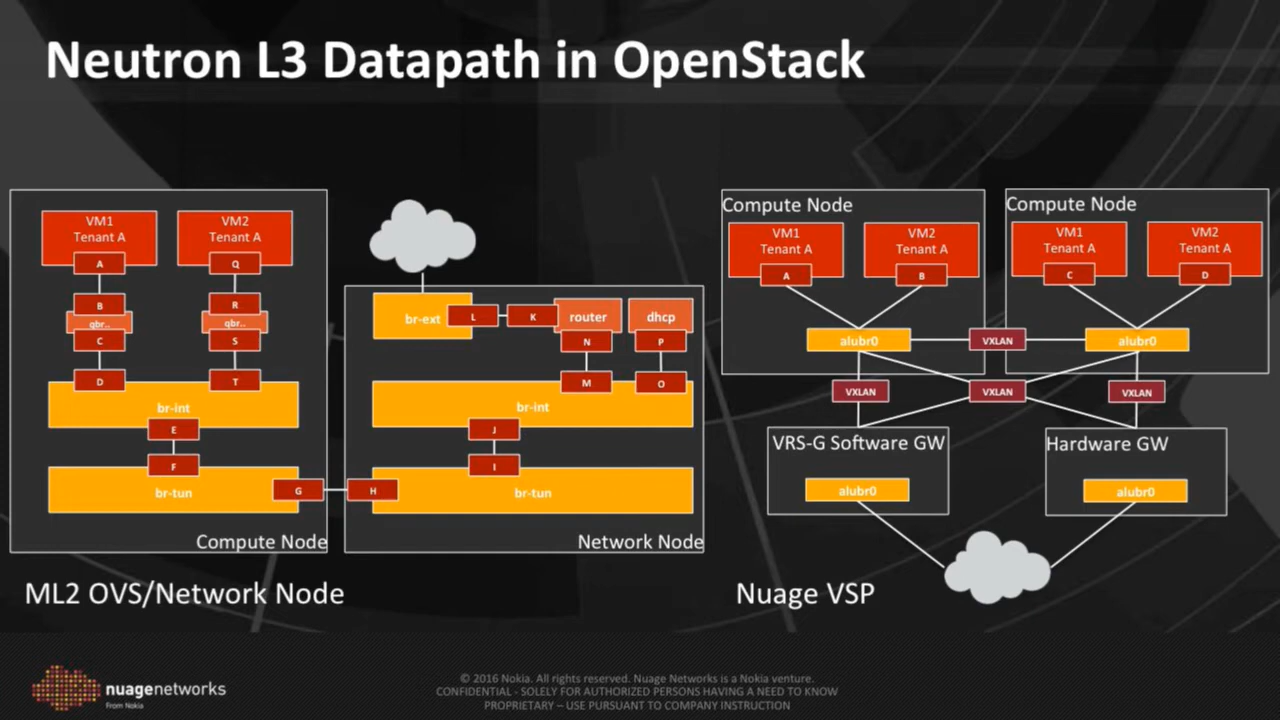 Neutron L3 Datapath in OpenStack
VM1
Tenant A
A
B
qbr..
C
D
VM2
Tenant A
Q
R
qbr..
S
T
br-int
E
F
br-tun
G
Compute Node
br-ext
L
K
router
dhcp
N
P
M
O
br-int
J
I
H
br-tun
Network Node
ML2 OVS/Network Node
Compute Node
VM1
Tenant A
A
VM2
Tenant A
B
alubr0
VXLAN
Compute Node
VM1
Tenant A
C
VM2
Tenant A
D
alubr0
VXLAN
VXLAN
VXLAN
VRS-G Software GW
alubr0
Hardware GW
alubr0
Nuage VSP
nuagenetworks
From Nokia
© 2016 Nokia. All rights reserved. Nuage Networks is a Nokia venture.
CONFIDENTIAL - SOLELY FOR AUTHORIZED PERSONS HAVING A NEED TO KNOW
PROPRIETARY – USE PURSUANT TO COMPANY INSTRUCTION